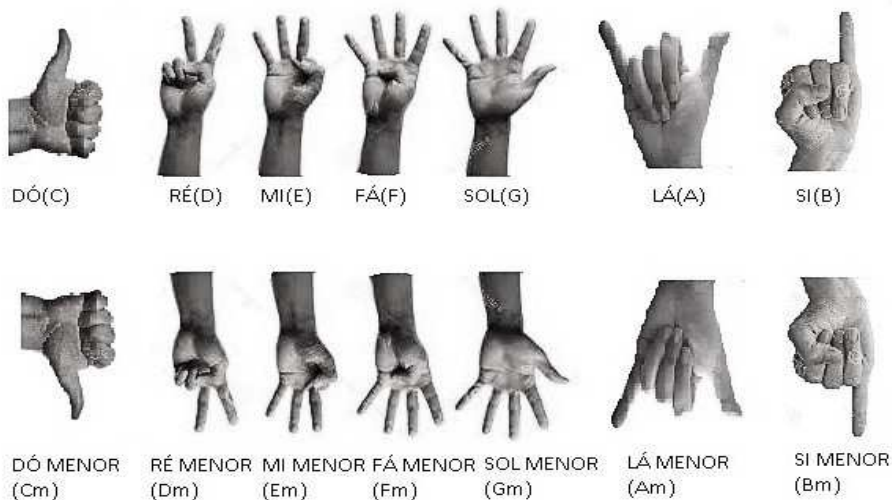 DÓ(C) RÉ(D) MI(E) FÁ(F) SOL(G) LÁ(A) SI(B)
DÓ MENOR RÉ MENOR MI MENOR FÁ MENOR SOL MENOR LÁ MENOR SI MENOR
(Cm) (Dm) (Em) (Fm) (Gm) (Am) (Bm)